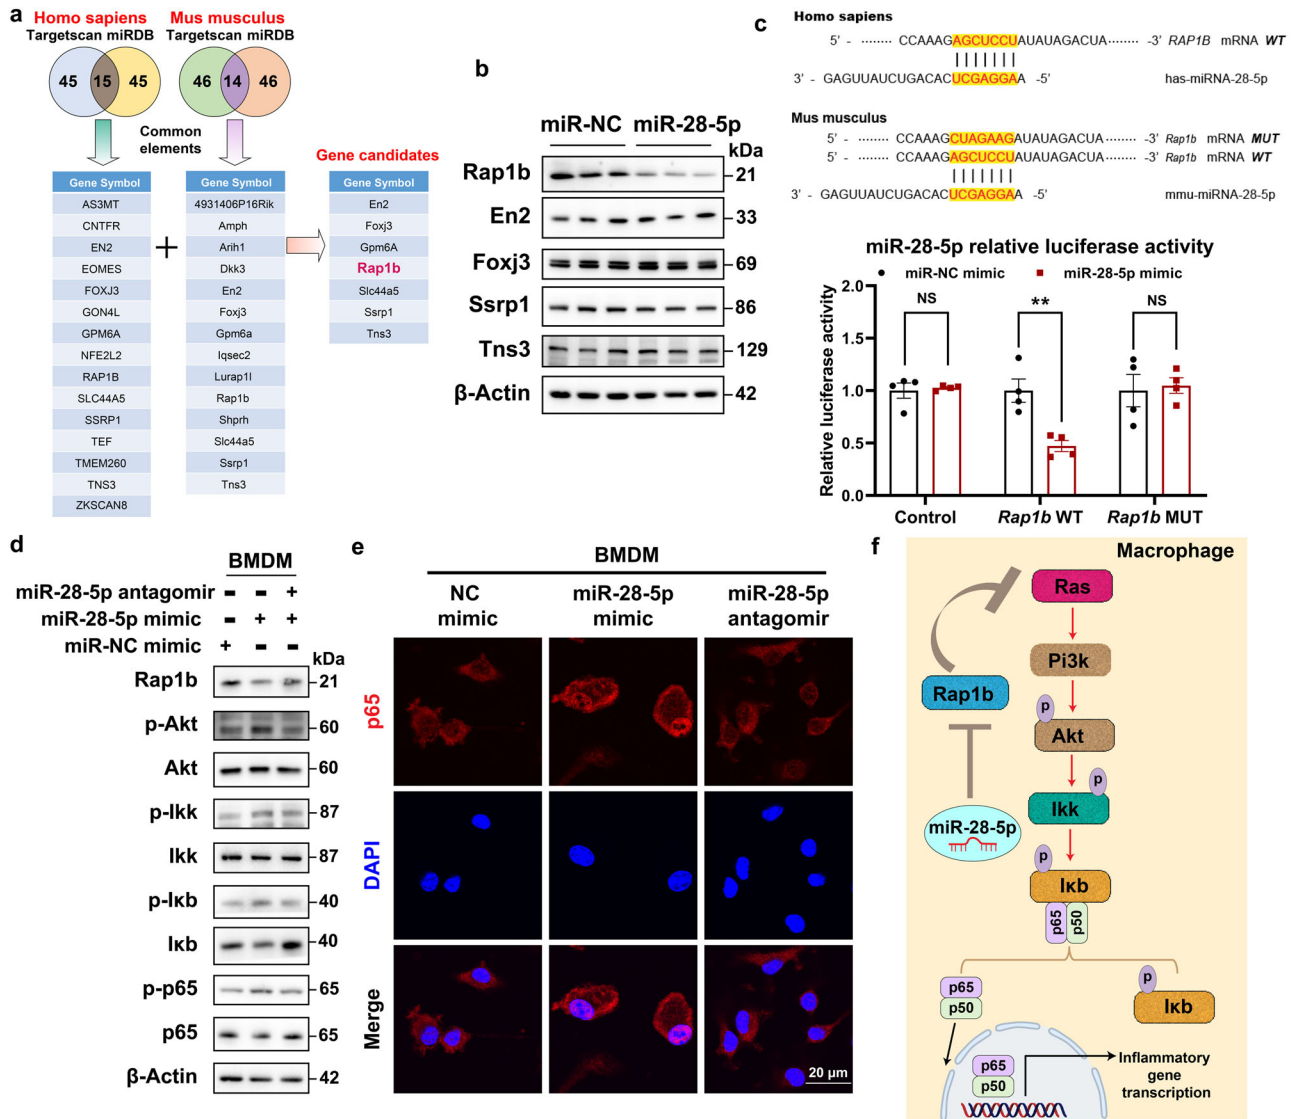 a
Homo sapiens
Targetscan miRDB
45 15 45
Mus musculus
Targetscan miRDB
46 14 46
Common
elements
Gene Symbol
AS3MT
CNTFR
EN2
EOMES
FOXJ3
GON4L
GPM6A
NFE2L2
RAP1B
SLC44A5
SSRP1
TEF
TMEM260
TNS3
ZKSCAN8
+
Gene Symbol
4931406P16Rik
Amph
Arih1
Dkk3
En2
Foxj3
Gpm6a
Iqsec2
Lurap1l
Rap1b
Shprh
Slc44a5
Ssrp1
Tns3
Gene candidates
Gene Symbol
En2
Foxj3
Gpm6A
Rap1b
Slc44a5
Ssrp1
Tns3
b
miR-NC miR-28-5p
kDa
Rap1b 21
En2 33
Foxj3 69
Ssrp1 86
Tns3 129
β-Actin 42
c
Homo sapiens
5' - ········ CCAAAGAGCUCCUAUAUAGACUA········ -3' RAP1B mRNA WT
3' - GAGUUAUCUGACACUCGAGGAA -5' has-miRNA-28-5p
Mus musculus
5' - ········ CCAAAGCUAGAAGAUAUAGACUA········ -3' Rap1b mRNA MUT
5' - ········ CCAAAGAGCUCCUAUAUAGACUA········ -3' Rap1b mRNA WT
3' - GAGUUAUCUGACACUCGAGGAA -5' mmu-miRNA-28-5p
miR-28-5p relative luciferase activity
miR-NC mimic miR-28-5p mimic
Relative luciferase activity
2.0
1.5
1.0
0.5
0.0
NS
**
NS
Control Rap1b WT Rap1b MUT
d
BMDM
miR-28-5p antagomir - - +
miR-28-5p mimic - + +
miR-NC mimic + - -
kDa
Rap1b 21
p-Akt 60
Akt 60
p-Ikk 87
Ikk 87
p-Iκb 40
Iκb 40
p-p65 65
p65 65
β-Actin 42
e
BMDM
NC
mimic
miR-28-5p
mimic
miR-28-5p
antagomir
p65
DAPI
Merge
20 μm
f
Macrophage
Ras
Pi3k
Rap1b
p
Akt
p
Ikk
miR-28-5p
p
Iκb
p65 p50
p65
p50
p
Iκb
p65
p50
Inflammatory
gene
transcription